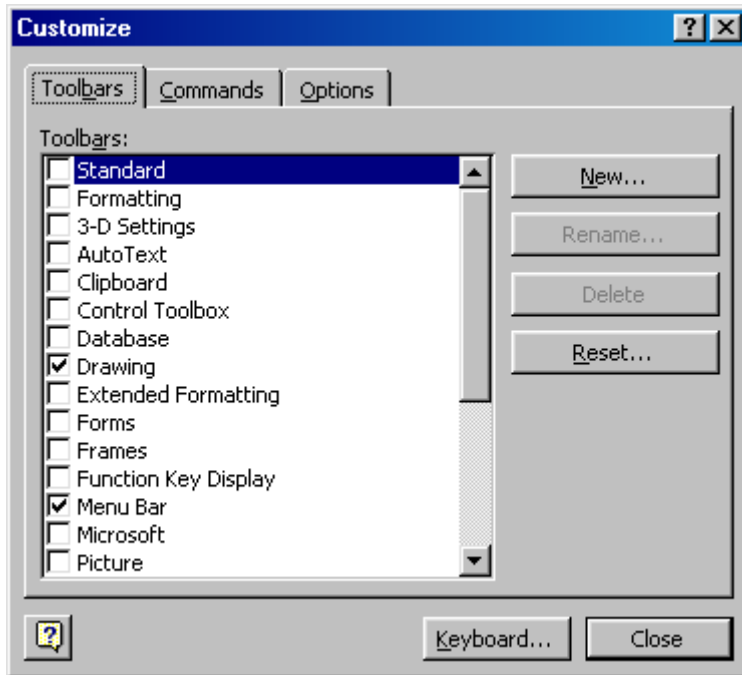 Customize
Toolbars Commands Options
Toolbars:
Standard
Formatting
3-D Settings
AutoText
Clipboard
Control Toolbox
Database
Drawing
Extended Formatting
Forms
Frames
Function Key Display
Menu Bar
Microsoft
Picture
New...
Rename...
Delete
Reset...
Keyboard... Close